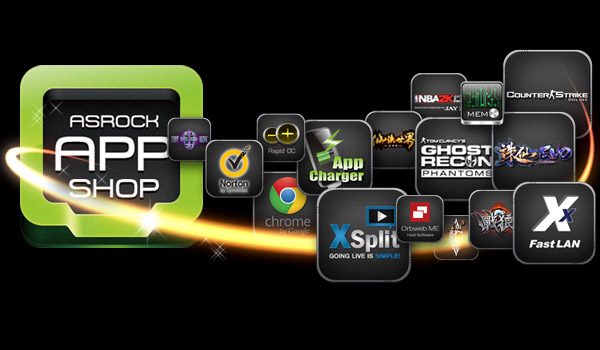 ASROCK
APP
SHOP
Norton
by Symantec
Rapid OC
App
Charger
chrome
by Google
XSplit
GOING LIVE IS SIMPLE!
Orbweb ME
Host Software
NBA2K
MEM
TOM CLANCY'S
GHOST
RECON
PHANTOMS
COUNTER STRIKE
ONLINE
X
Fast LAN